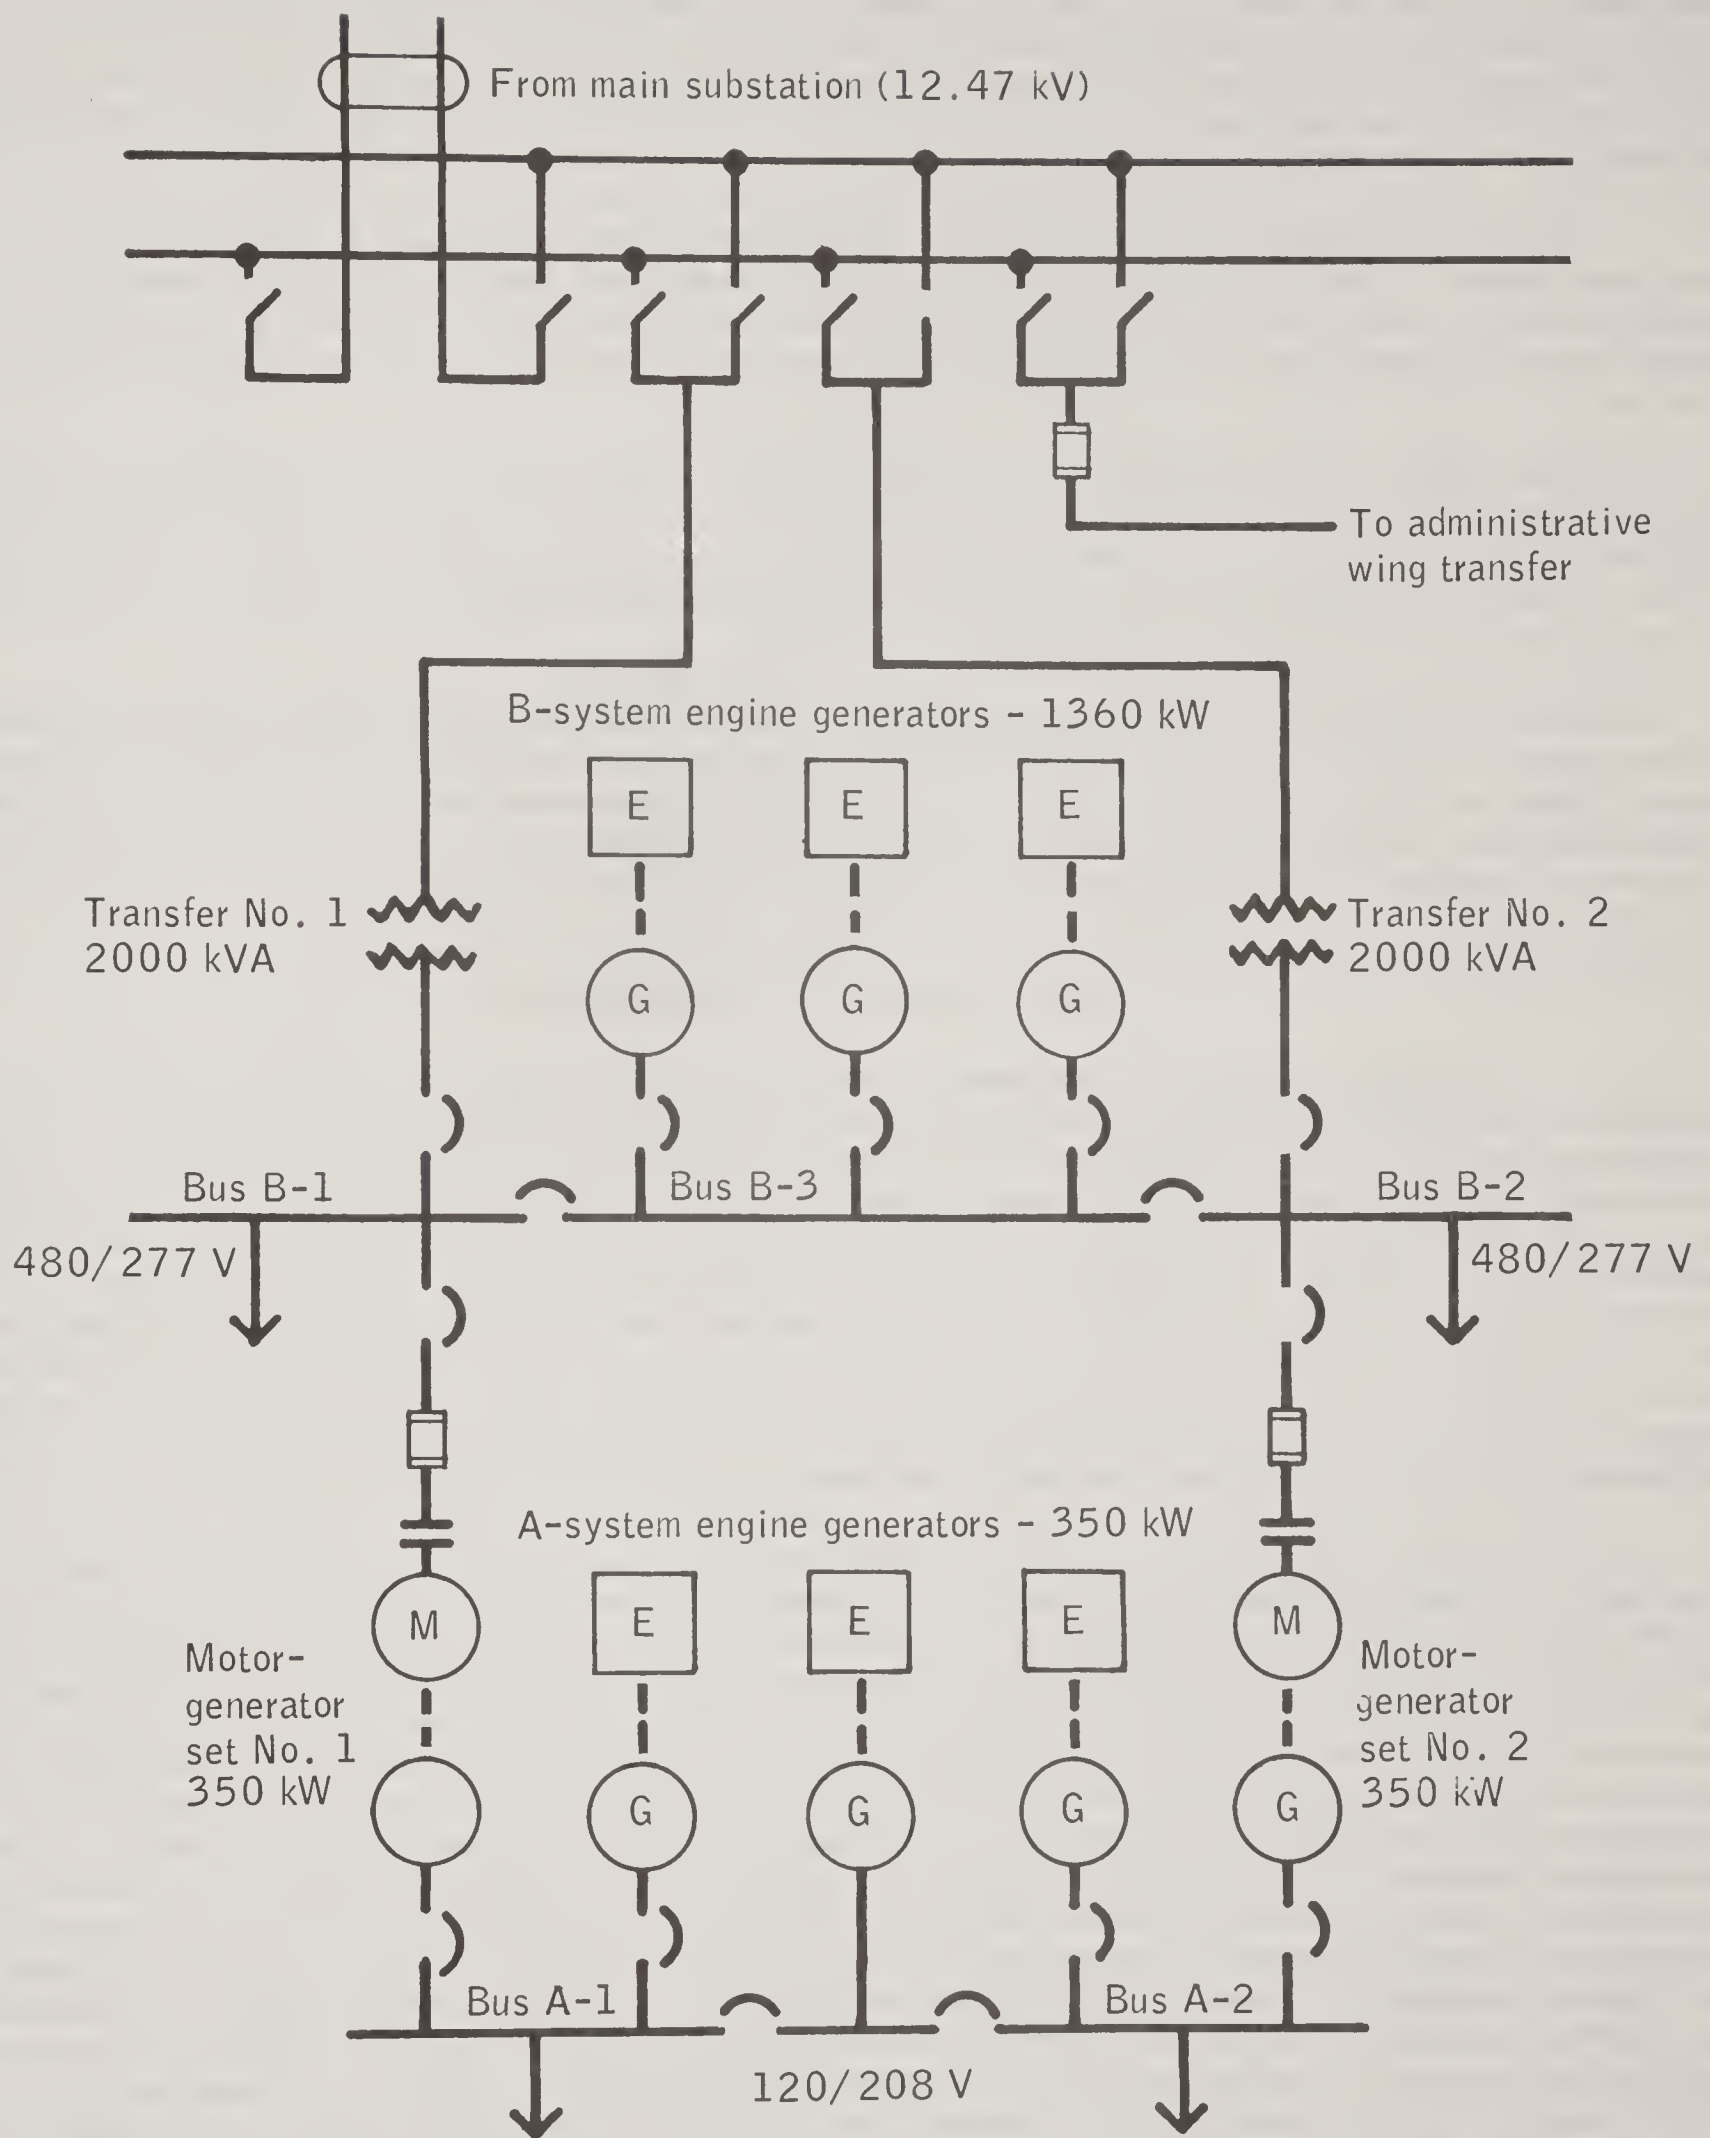 From main substation (12.47 kV)
To administrative
wing transfer
B-system engine generators - 1360 kW
E
E
E
Transfer No. 1
2000 kVA
Transfer No. 2
2000 kVA
G
G
G
Bus B-1
Bus B-3
Bus B-2
480/277 V
480/277 V
A-system engine generators - 350 kW
M
E
E
E
M
Motor-
generator
set No. 1
350 kW
Motor-
generator
set No. 2
350 kW
G
G
G
G
Bus A-1
Bus A-2
120/208 V